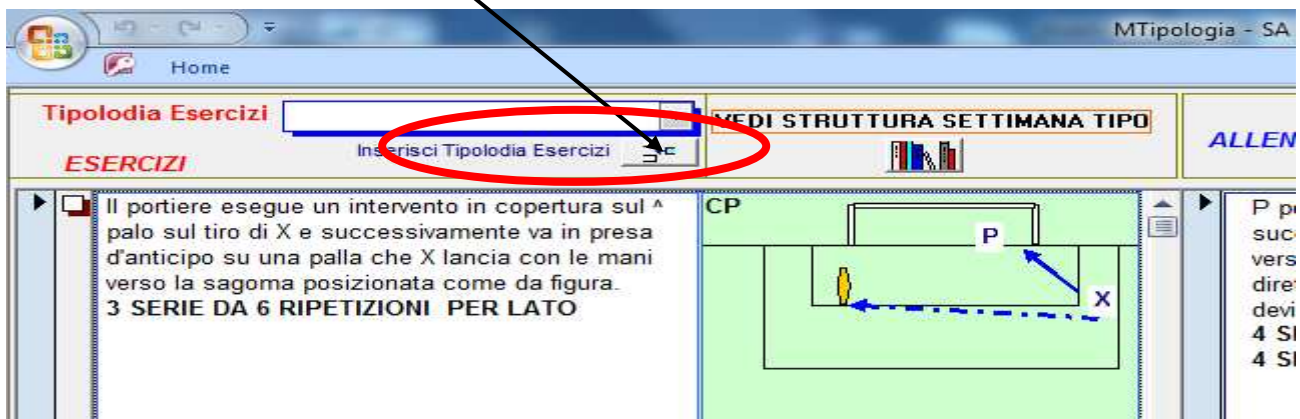 MTipologia - SA
Home
Tipolodia Esercizi
VEDI STRUTTURA SETTIMANA TIPO
Inserisci Tipolodia Esercizi
ESERCIZI
ALLEN
Il portiere esegue un intervento in copertura sul
palo sul tiro di X e successivamente va in presa
d'anticipo su una palla che X lancia con le mani
verso la sagoma posizionata come da figura.
3 SERIE DA 6 RIPETIZIONI PER LATO
CP
P
X
P
suc
vers
dire
devi
4 S
4 S